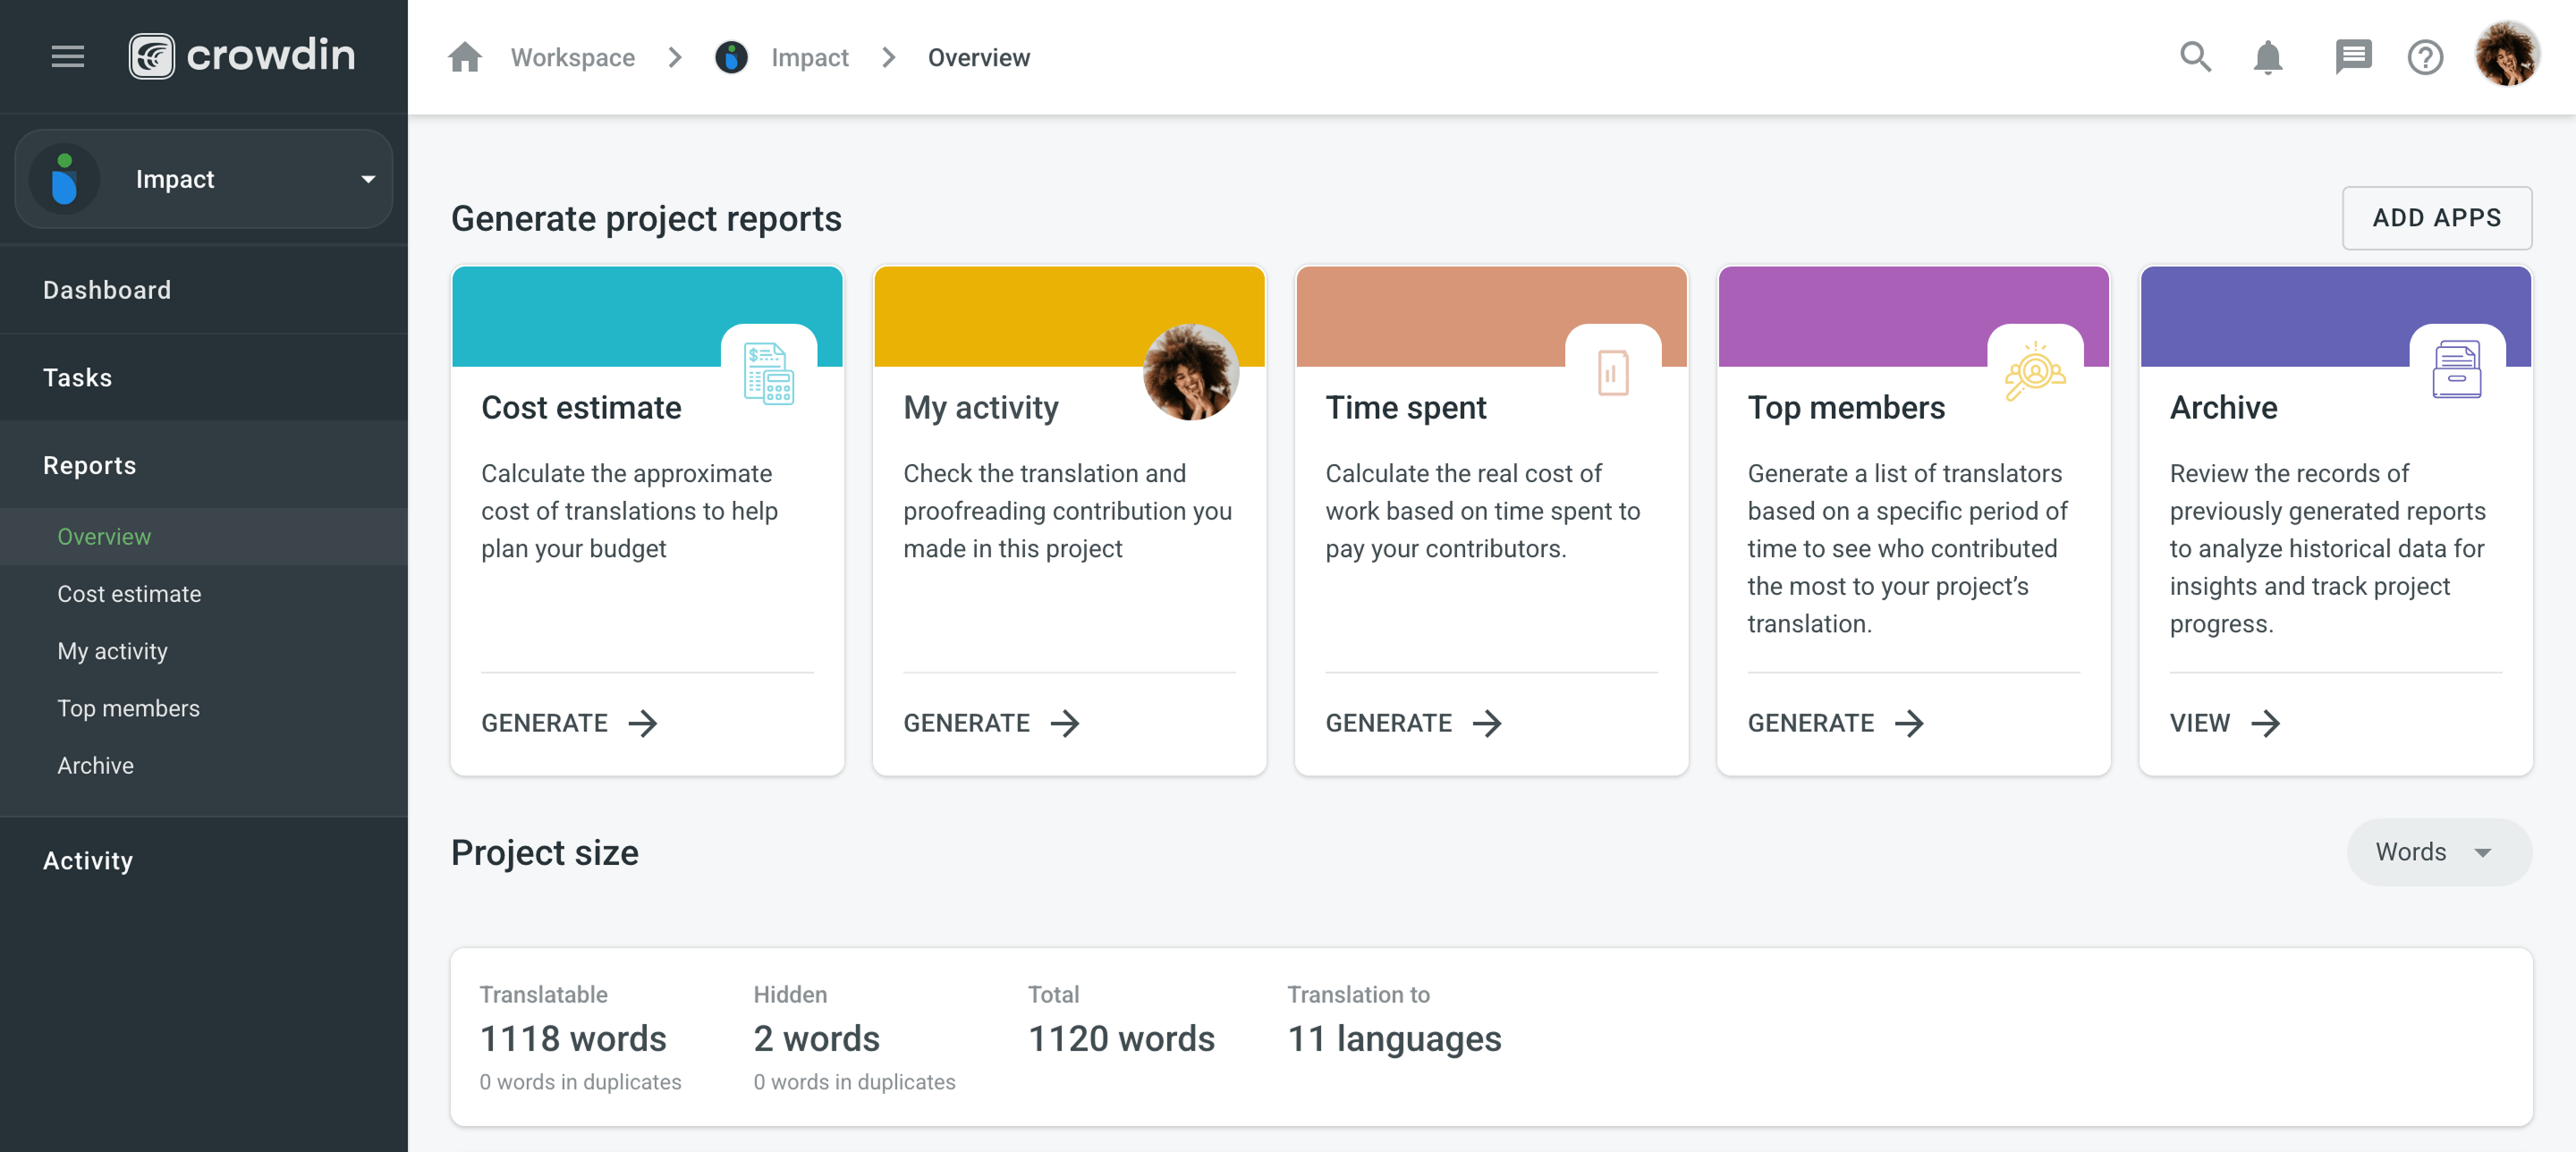 crowdin
Workspace
Impact
Overview
Impact
Dashboard
Tasks
Reports
Overview
Cost estimate
My activity
Top members
Archive
Activity
Generate project reports
ADD APPS
Cost estimate
Calculate the approximate
cost of translations to help
plan your budget
GENERATE
My activity
Check the translation and
proofreading contribution you
made in this project
GENERATE
Time spent
Calculate the real cost of
work based on time spent to
pay your contributors.
GENERATE
Top members
Generate a list of translators
based on a specific period of
time to see who contributed
the most to your project’s
translation.
GENERATE
Archive
Review the records of
previously generated reports
to analyze historical data for
insights and track project
progress.
VIEW
Project size
Words
Translatable
1118 words
0 words in duplicates
Hidden
2 words
0 words in duplicates
Total
1120 words
Translation to
11 languages